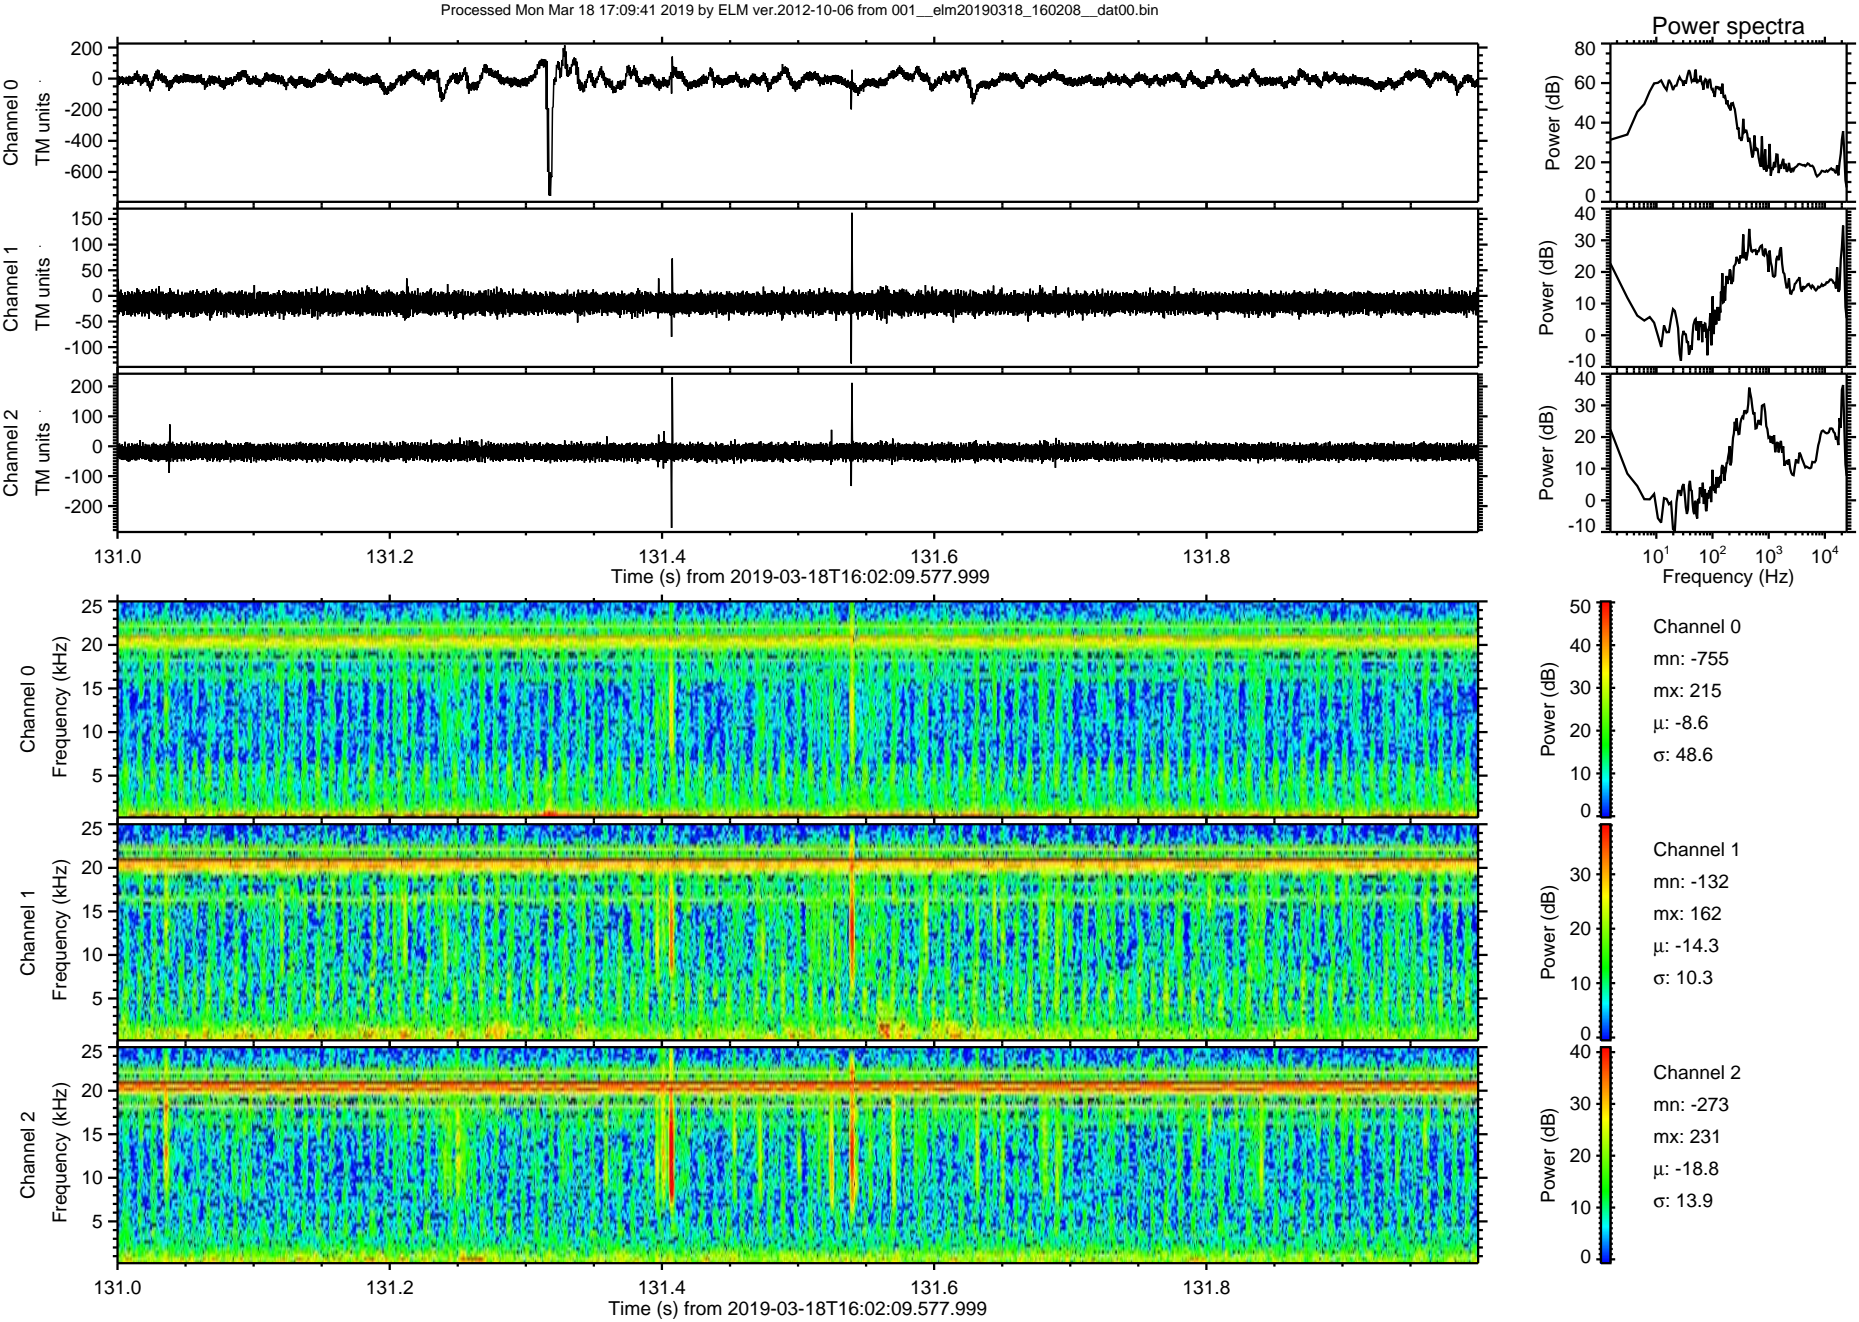 Processed Mon Mar 18 17:09:41 2019 by ELM ver.2012-10-06 from 001__elm20190318_160208__dat00.bin
Power spectra
Channel 0
TM units
200
0
-200
-400
-600
Power (dB)
80
60
40
20
0
Channel 1
TM units
150
100
50
0
-50
-100
Power (dB)
40
30
20
10
0
-10
Channel 2
TM units
200
100
0
-100
-200
Power (dB)
40
30
20
10
0
-10
131.0 131.2 131.4 131.6 131.8
Time (s) from 2019-03-18T16:02:09.577.999
10¹ 10² 10³ 10⁴
Frequency (Hz)
Channel 0
Frequency (kHz)
25
20
15
10
5
Power (dB)
50
40
30
20
10
0
Channel 0
mn: -755
mx: 215
μ: -8.6
σ: 48.6
Channel 1
Frequency (kHz)
25
20
15
10
5
Power (dB)
30
20
10
0
Channel 1
mn: -132
mx: 162
μ: -14.3
σ: 10.3
Channel 2
Frequency (kHz)
25
20
15
10
5
Power (dB)
40
30
20
10
0
Channel 2
mn: -273
mx: 231
μ: -18.8
σ: 13.9
131.0 131.2 131.4 131.6 131.8
Time (s) from 2019-03-18T16:02:09.577.999